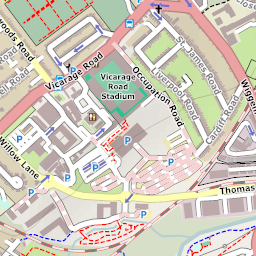 Vicarage Road
Vicarage
Road
Stadium
Occupation Road
Liverpool Road
St. James Road
Cardiff Road
Willow Lane
Thomas
P
P
P
P
P
P
P